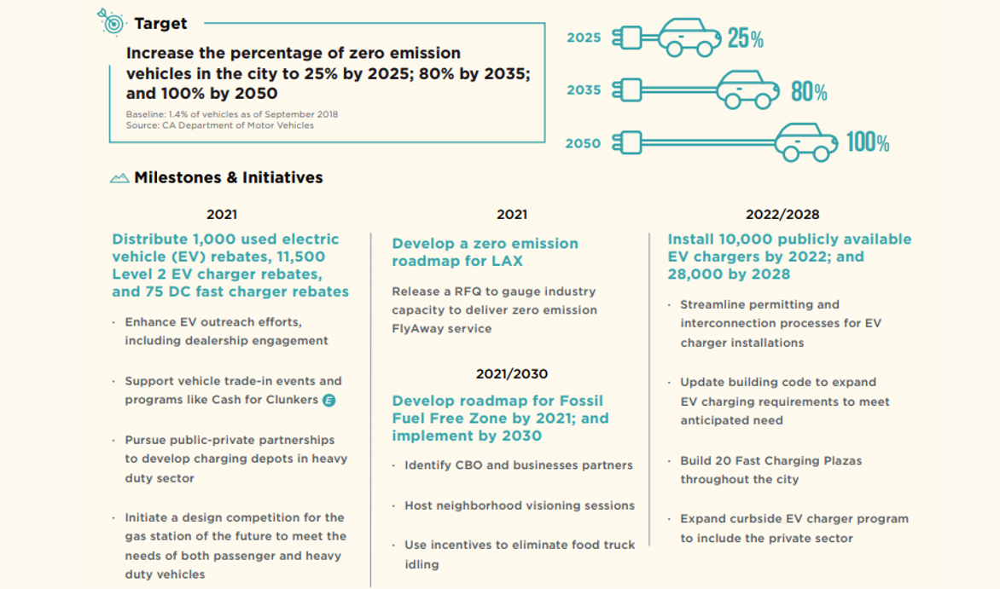 Target
Increase the percentage of zero emission
vehicles in the city to 25% by 2025; 80% by 2035;
and 100% by 2050
Baseline: 1.4% of vehicles as of September 2018
Source: CA Department of Motor Vehicles
2025 25%
2035 80%
2050 100%
Milestones & Initiatives
2021
Distribute 1,000 used electric
vehicle (EV) rebates, 11,500
Level 2 EV charger rebates,
and 75 DC fast charger rebates
· Enhance EV outreach efforts,
including dealership engagement
· Support vehicle trade-in events and
programs like Cash for Clunkers E
· Pursue public-private partnerships
to develop charging depots in heavy
duty sector
· Initiate a design competition for the
gas station of the future to meet the
needs of both passenger and heavy
duty vehicles
2021
Develop a zero emission
roadmap for LAX
Release a RFQ to gauge industry
capacity to deliver zero emission
FlyAway service
2021/2030
Develop roadmap for Fossil
Fuel Free Zone by 2021; and
implement by 2030
· Identify CBO and businesses partners
· Host neighborhood visioning sessions
· Use incentives to eliminate food truck
idling
2022/2028
Install 10,000 publicly available
EV chargers by 2022; and
28,000 by 2028
· Streamline permitting and
interconnection processes for EV
charger installations
· Update building code to expand
EV charging requirements to meet
anticipated need
· Build 20 Fast Charging Plazas
throughout the city
· Expand curbside EV charger program
to include the private sector